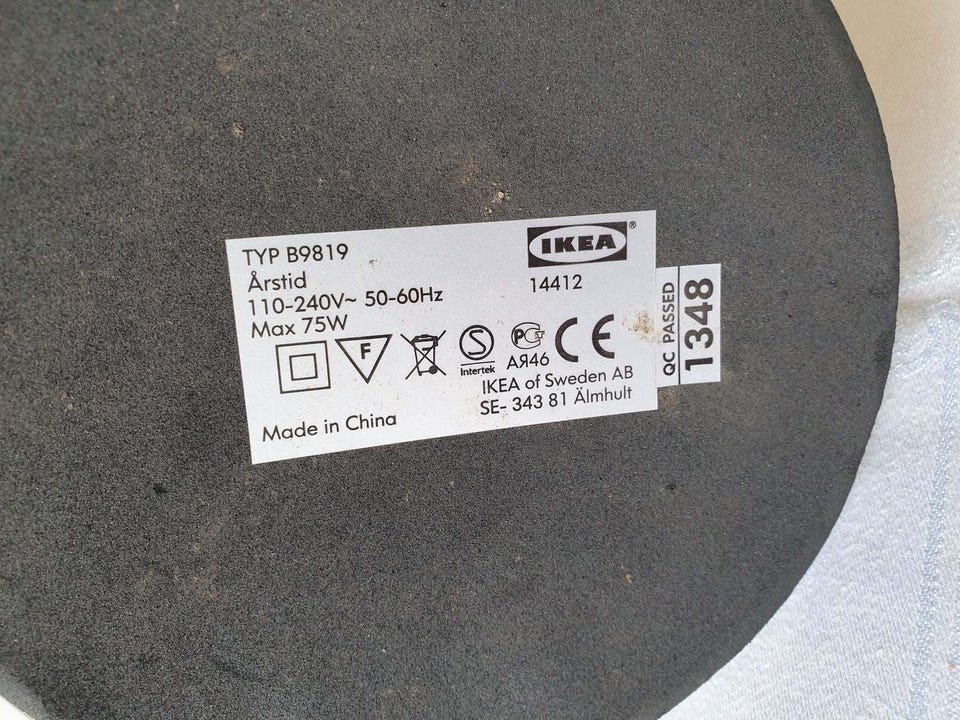 TYP B9819
Årstid
110-240V~ 50-60Hz
Max 75W
IKEA®
14412
F
S
Intertek
PCT
АЯ46
CE
IKEA of Sweden AB
SE- 343 81 Älmhult
Made in China
QC PASSED
1348